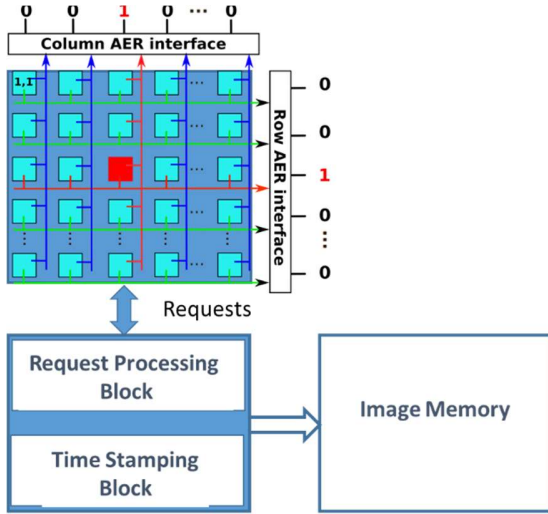 0 0 1 0 ... 0
Column AER interface
1,1
...
...
...
Row AER interface
0
0
1
0
...
0
Requests
Request Processing
Block
Time Stamping
Block
Image Memory